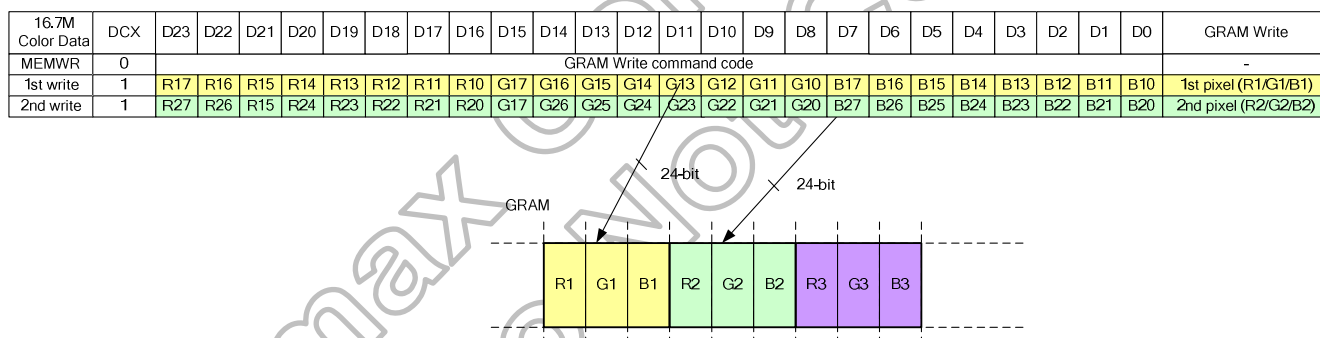 16.7M Color Data DCX D23 D22 D21 D20 D19 D18 D17 D16 D15 D14 D13 D12 D11 D10 D9 D8 D7 D6 D5 D4 D3 D2 D1 D0 GRAM Write
MEMWR 0 GRAM Write command code -
1st write 1 R17 R16 R15 R14 R13 R12 R11 R10 G17 G16 G15 G14 G13 G12 G11 G10 B17 B16 B15 B14 B13 B12 B11 B10 1st pixel (R1/G1/B1)
2nd write 1 R27 R26 R15 R24 R23 R22 R21 R20 G17 G26 G25 G24 G23 G22 G21 G20 B27 B26 B25 B24 B23 B22 B21 B20 2nd pixel (R2/G2/B2)
24-bit 24-bit
GRAM
R1 G1 B1 R2 G2 B2 R3 G3 B3